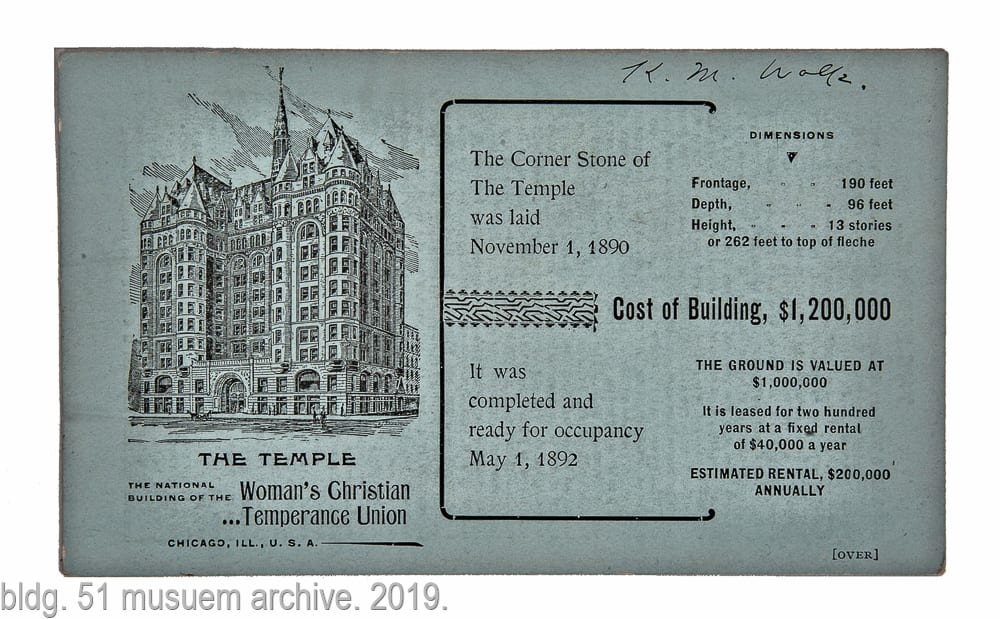 K. M.
The Corner Stone of
The Temple
was laid
November 1, 1890
DIMENSIONS
Frontage, " " 190 feet
Depth, " " " 96 feet
Height, " " " 13 stories
or 262 feet to top of fleche
Cost of Building, $1,200,000
It was
completed and
ready for occupancy
May 1, 1892
THE GROUND IS VALUED AT
$1,000,000
It is leased for two hundred
years at a fixed rental
of $40,000 a year
ESTIMATED RENTAL, $200,000
ANNUALLY
[OVER]
THE TEMPLE
THE NATIONAL
BUILDING OF THE Woman's Christian
...Temperance Union
CHICAGO, ILL., U. S. A.
bldg. 51 musuem archive. 2019.